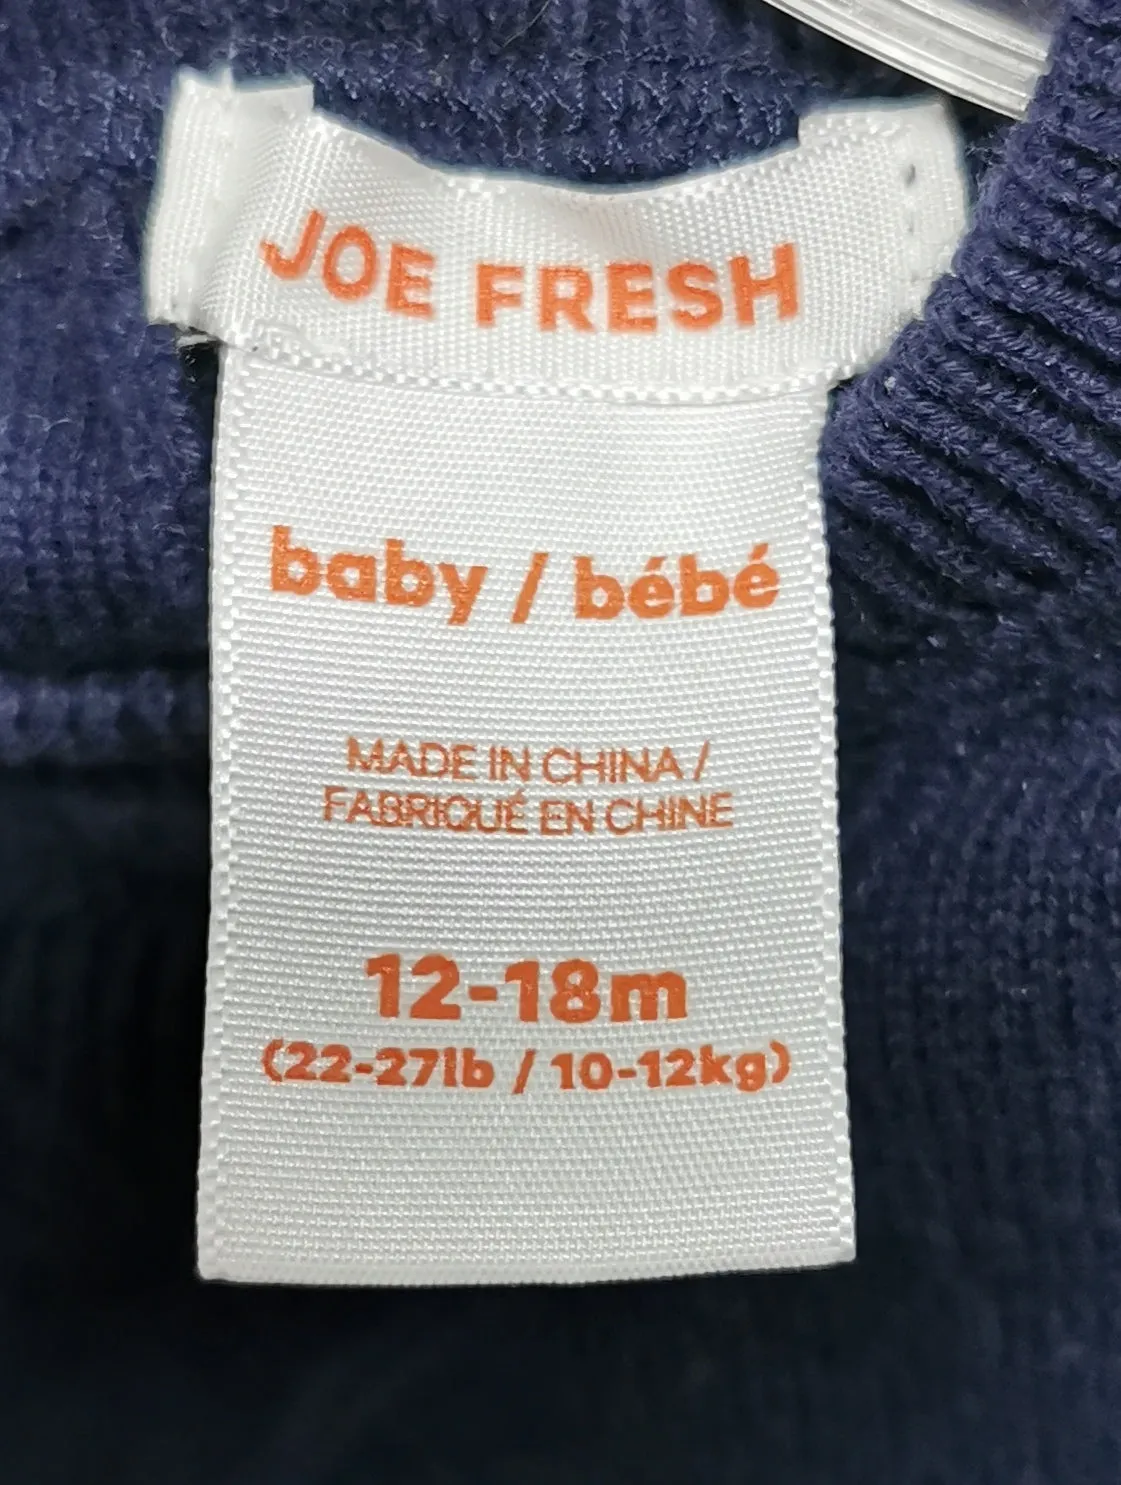 JOE FRESH
baby / bébé
MADE IN CHINA /
FABRIQUÉ EN CHINE
12-18m
(22-27lb / 10-12kg)